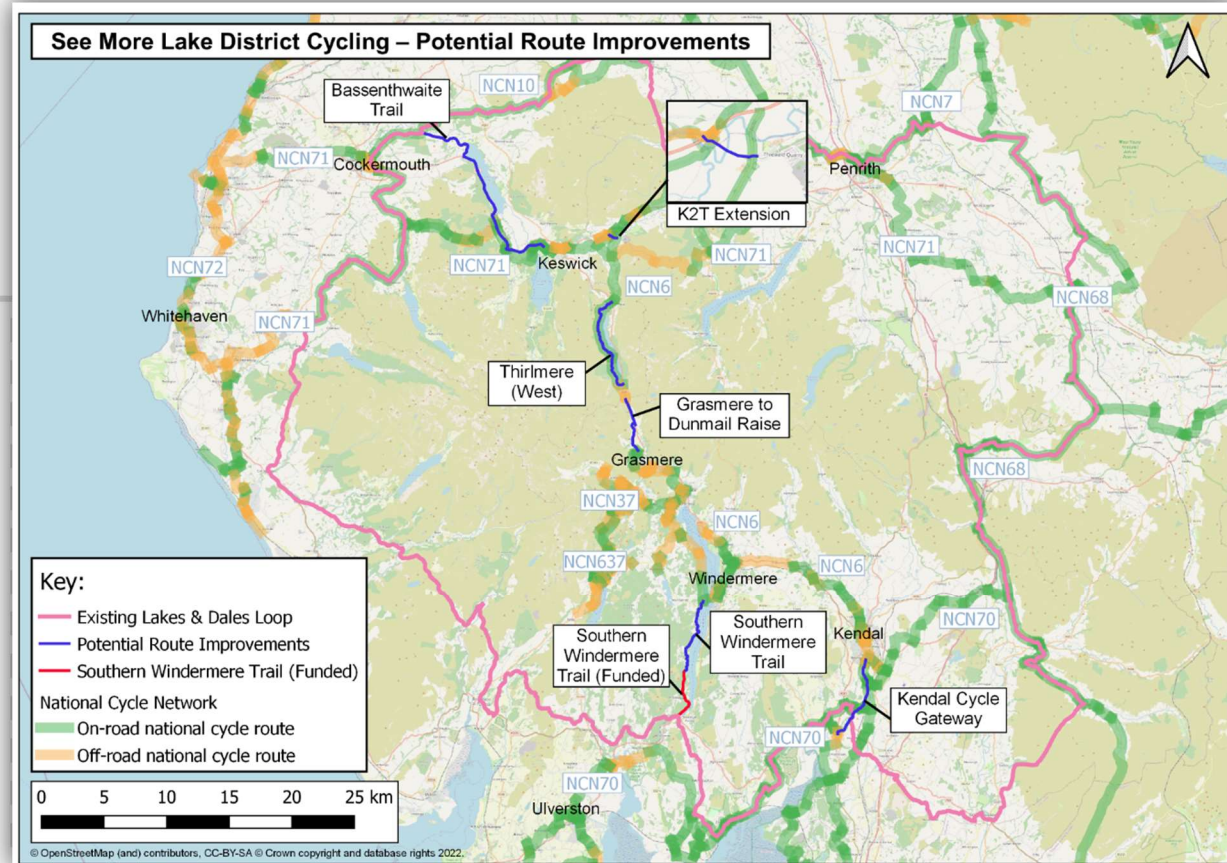 See More Lake District Cycling – Potential Route Improvements
NCN10
Bassenthwaite
Trail
NCN7
NCN71
Cockermouth
Penrith
K2T Extension
NCN71
NCN71
Keswick
NCN71
NCN72
NCN6
NCN68
Whitehaven
NCN71
Thirlmere
(West)
Grasmere to
Dunmail Raise
Grasmere
NCN68
NCN37
NCN6
NCN637
NCN6
Windermere
NCN70
Kendal
Southern
Windermere
Trail (Funded)
Southern
Windermere
Trail
Kendal Cycle
Gateway
NCN70
NCN70
Ulverston
Key:
Existing Lakes & Dales Loop
Potential Route Improvements
Southern Windermere Trail (Funded)
National Cycle Network
On-road national cycle route
Off-road national cycle route
0 5 10 15 20 25 km
© OpenStreetMap (and) contributors, CC-BY-SA © Crown copyright and database rights 2022.